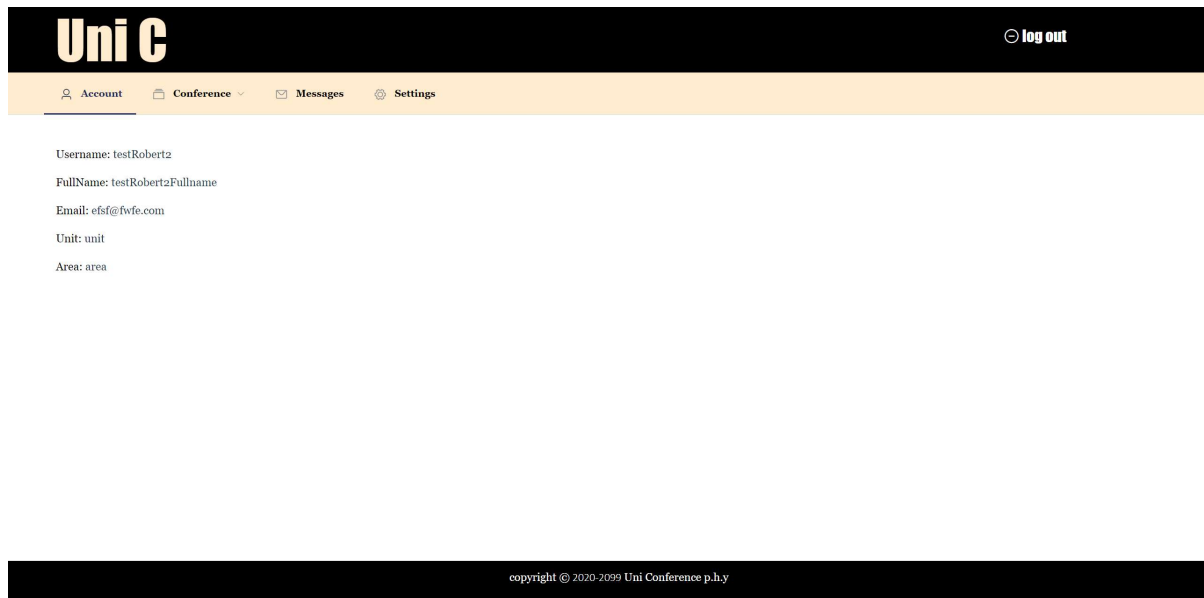 Uni C
log out
Account Conference Messages Settings
Username: testRobert2
FullName: testRobert2Fullname
Email: efsf@fwfe.com
Unit: unit
Area: area
copyright © 2020-2099 Uni Conference p.h.y